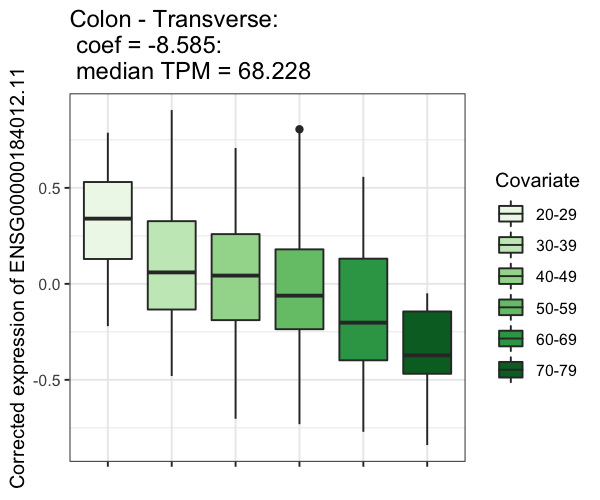 Colon - Transverse:
coef = -8.585:
median TPM = 68.228
Corrected expression of ENSG00000184012.11
0.5
0.0
-0.5
Covariate
20-29
30-39
40-49
50-59
60-69
70-79